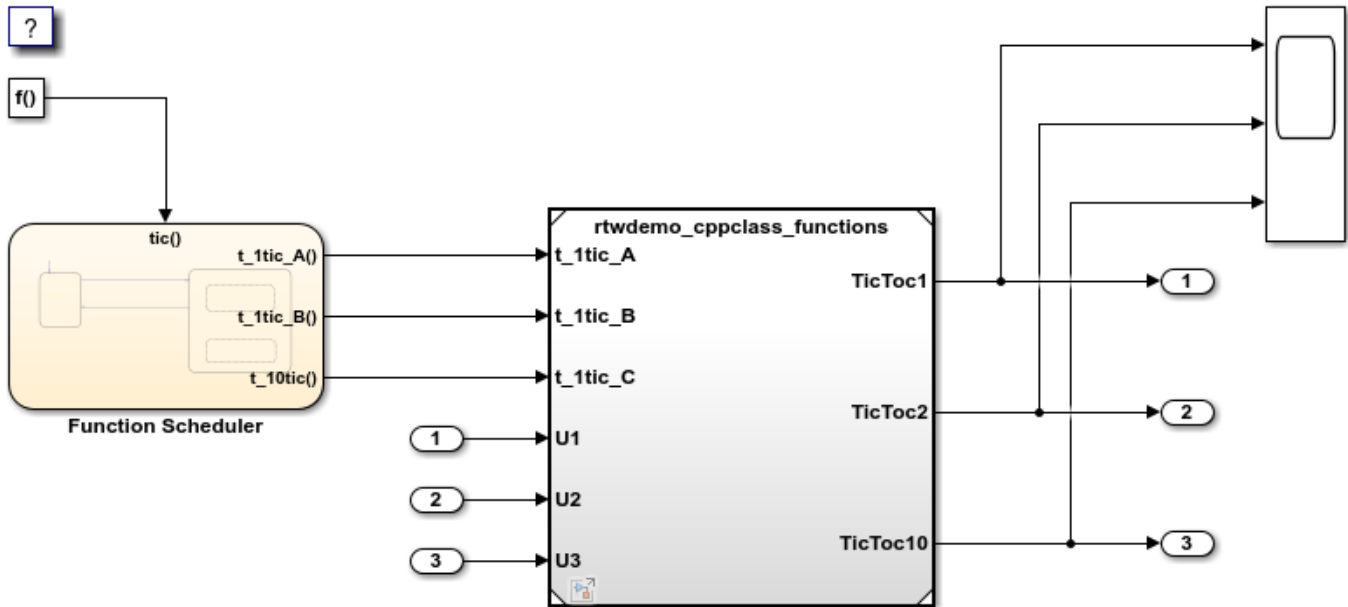 ?
f()
tic()
t_1tic_A()
t_1tic_B()
t_10tic()
Function Scheduler
rtwdemo_cppclass_functions
t_1tic_A
t_1tic_B
t_1tic_C
1
U1
2
U2
3
U3
TicToc1
1
TicToc2
2
TicToc10
3